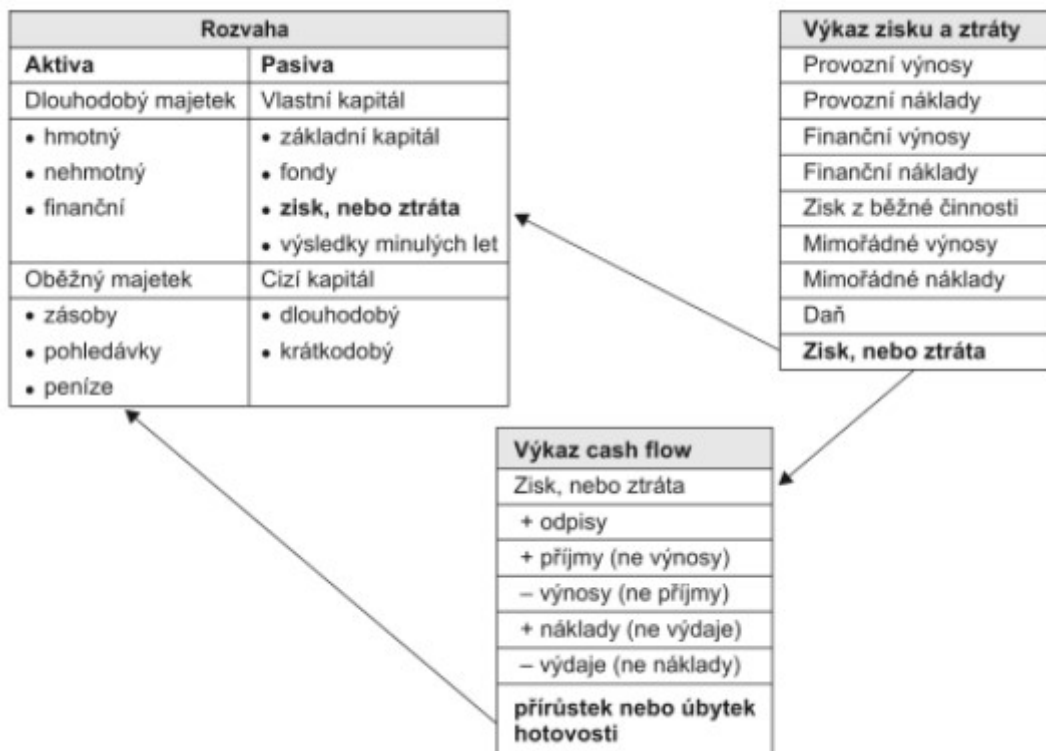 Rozvaha
Aktiva
Pasiva
Dlouhodobý majetek
Vlastní kapitál
• hmotný
• nehmotný
• finanční
• základní kapitál
• fondy
• zisk, nebo ztráta
• výsledky minulých let
Oběžný majetek
Cizí kapitál
• zásoby
• pohledávky
• peníze
• dlouhodobý
• krátkodobý
Výkaz zisku a ztráty
Provozní výnosy
Provozní náklady
Finanční výnosy
Finanční náklady
Zisk z běžné činnosti
Mimořádné výnosy
Mimořádné náklady
Daň
Zisk, nebo ztráta
Výkaz cash flow
Zisk, nebo ztráta
+ odpisy
+ příjmy (ne výnosy)
– výnosy (ne příjmy)
+ náklady (ne výdaje)
– výdaje (ne náklady)
přírůstek nebo úbytek
hotovosti